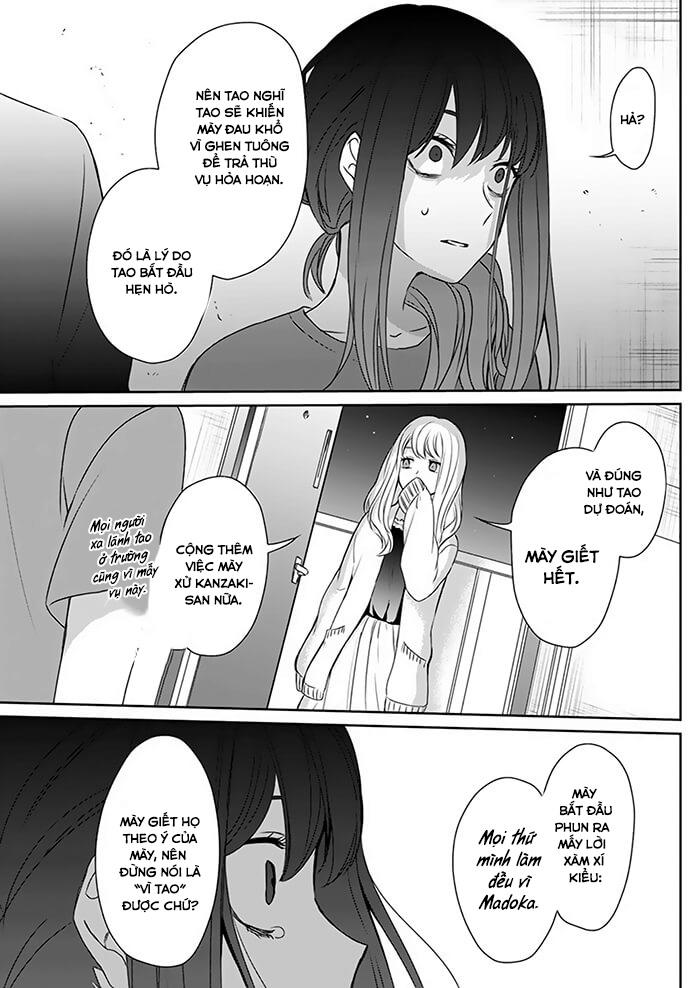 HẢ?
NÊN TAO NGHĨ
TAO SẼ KHIẾN
MÀY ĐAU KHỔ
VÌ GHEN TUÔNG
ĐỂ TRẢ THÙ
VỤ HỎA HOẠN.
ĐÓ LÀ LÝ DO
TAO BẮT ĐẦU
HẸN HÒ.
VÀ ĐÚNG
NHƯ TAO
DỰ ĐOÁN,
MÀY GIẾT
HẾT.
CỘNG THÊM
VIỆC MÀY
XỬ KANZAKI-
SAN NỮA.
Mọi người
xa lánh tao
ở trường
cũng vì mấy
vụ này.
MÀY
BẮT ĐẦU
PHUN RA
MẤY LỜI
XÀM XÍ
KIỂU:
Mọi thứ
mình làm
đều vì
Madoka.
MÀY GIẾT HỌ
THEO Ý CỦA
MÀY, NÊN
ĐỪNG NÓI LÀ
"VÌ TAO"
ĐƯỢC CHỨ?